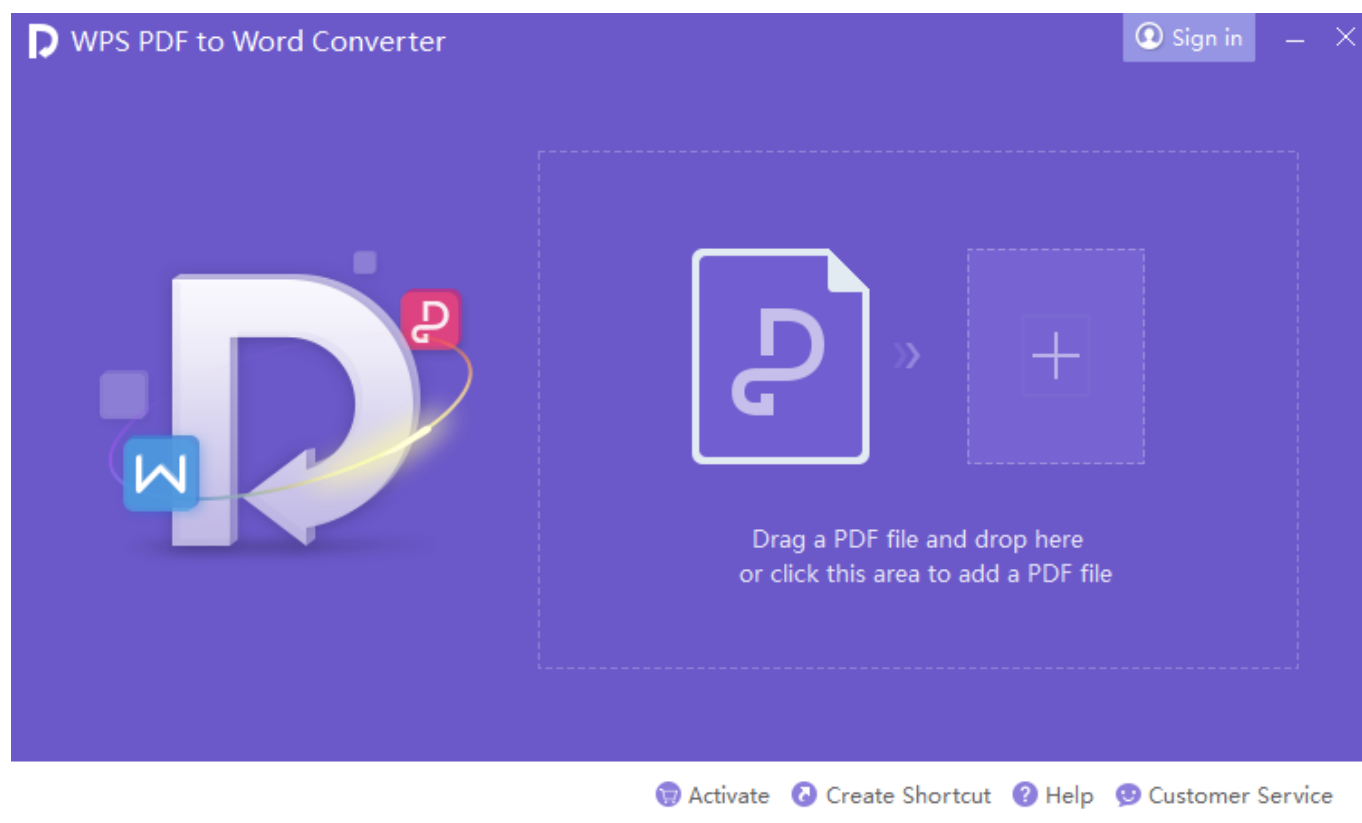 WPS PDF to Word Converter
Sign in
Drag a PDF file and drop here
or click this area to add a PDF file
Activate Create Shortcut Help Customer Service